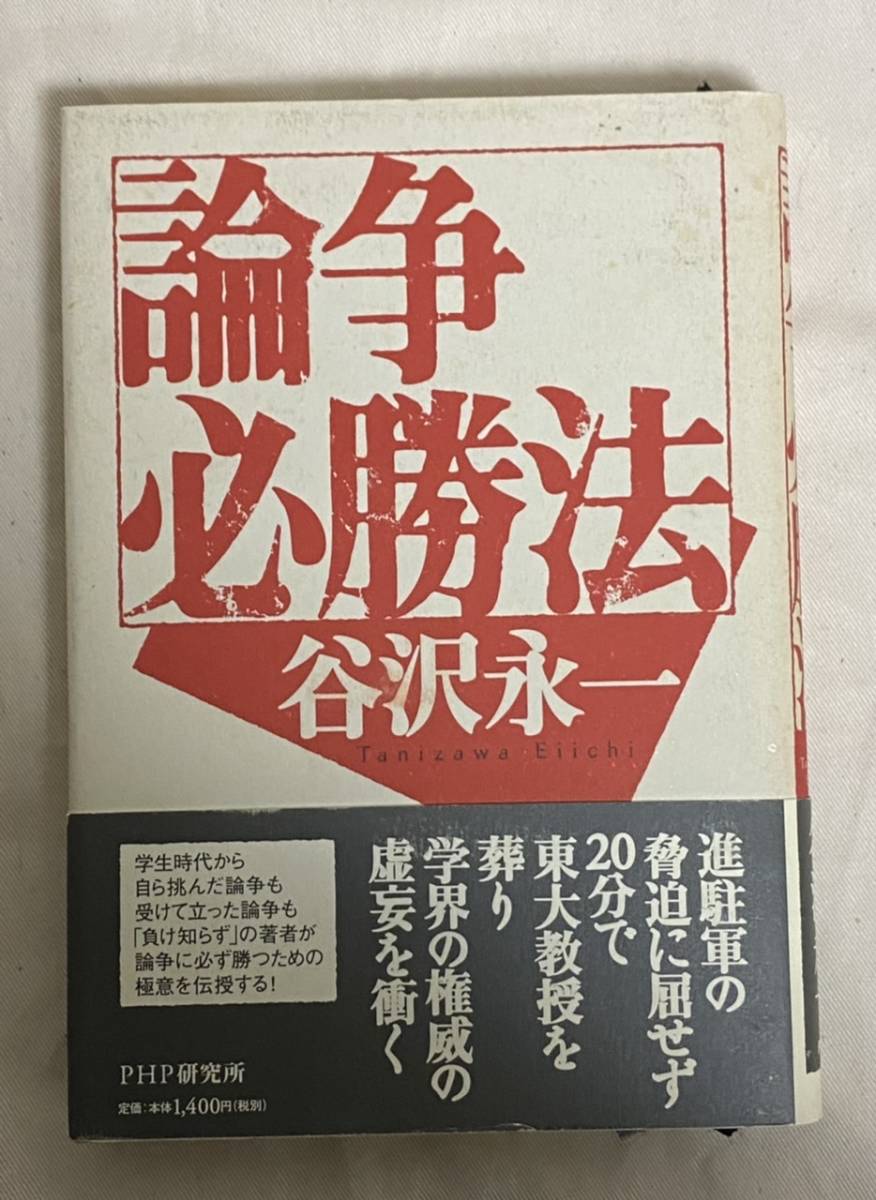 論争
必勝法
谷沢永一
Tanizawa Eiichi
進駐軍の
脅迫に屈せず
20分で
東大教授を
葬り
学界の権威の
虚妄を衝く
学生時代から
自ら挑んだ論争も
受けて立った論争も
「負け知らず」の著者が
論争に必ず勝つための
極意を伝授する!
PHP研究所
定価:本体1,400円(税別)